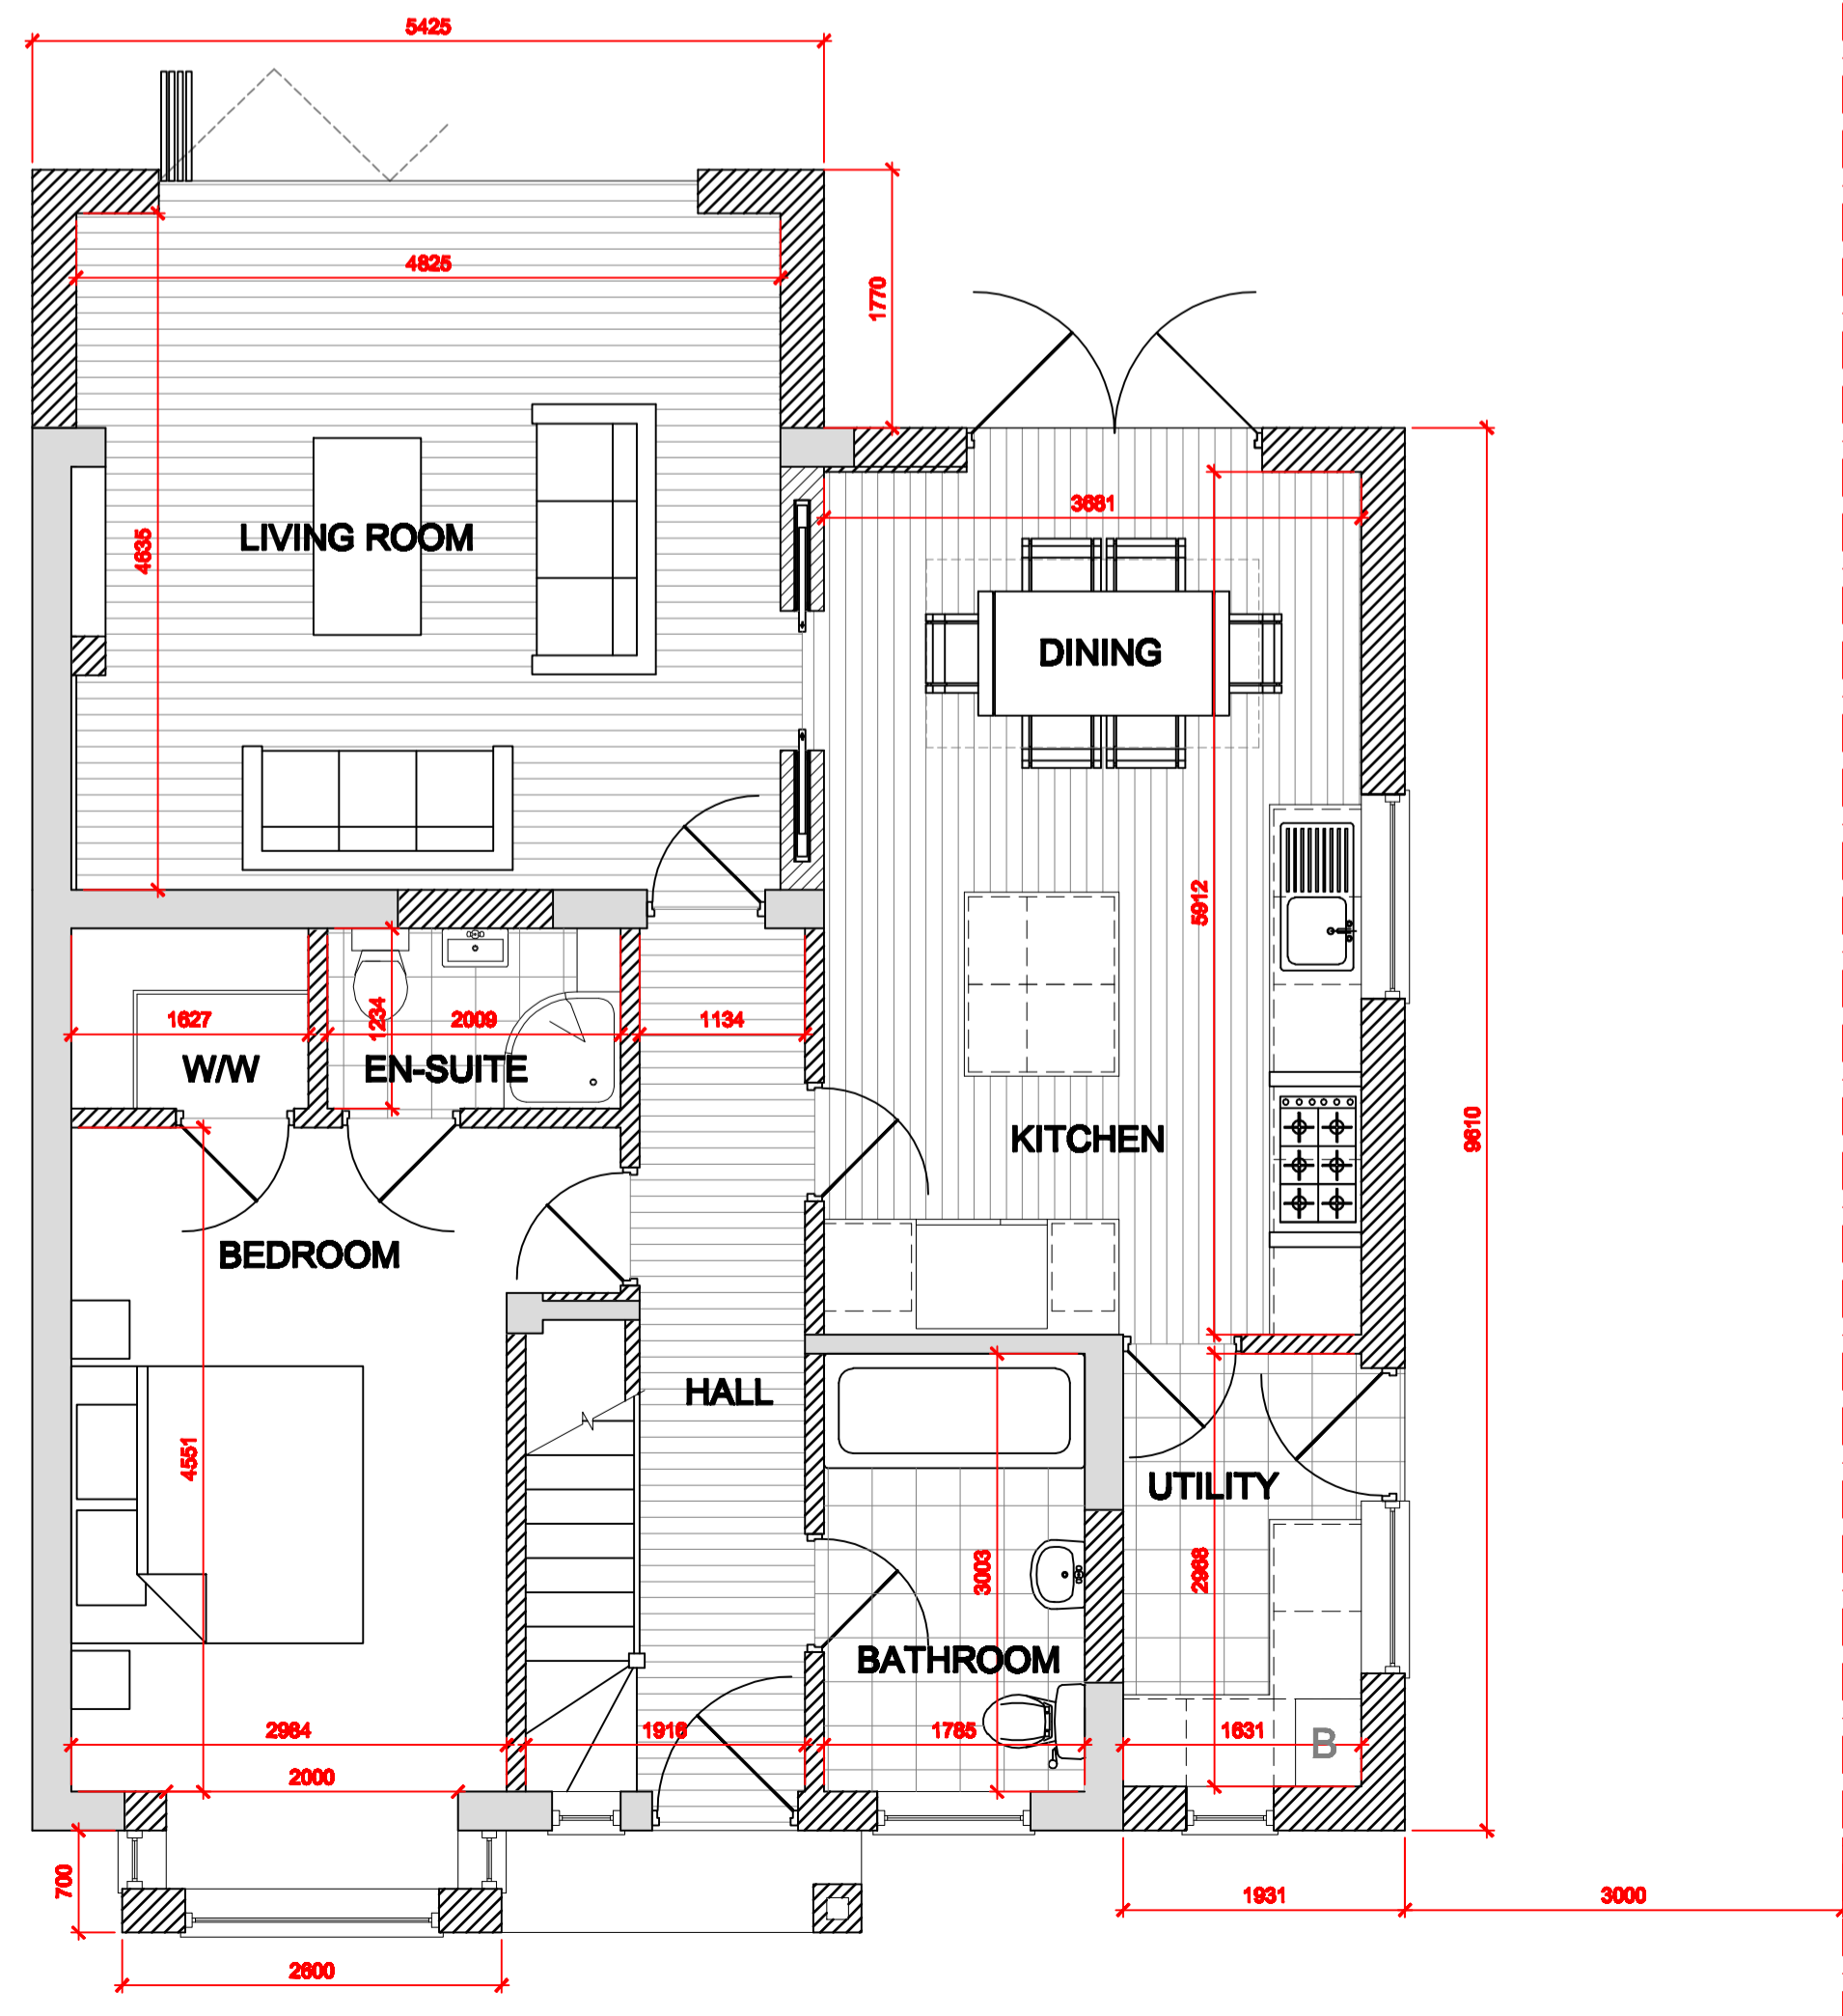 5425
4825
1770
LIVING ROOM
4635
3681
DINING
5912
1627
1234
2009
1134
W/W
EN-SUITE
KITCHEN
9610
BEDROOM
HALL
4551
UTILITY
3003
2968
BATHROOM
2984
1916
1785
1631
B
2000
700
1931
3000
2600